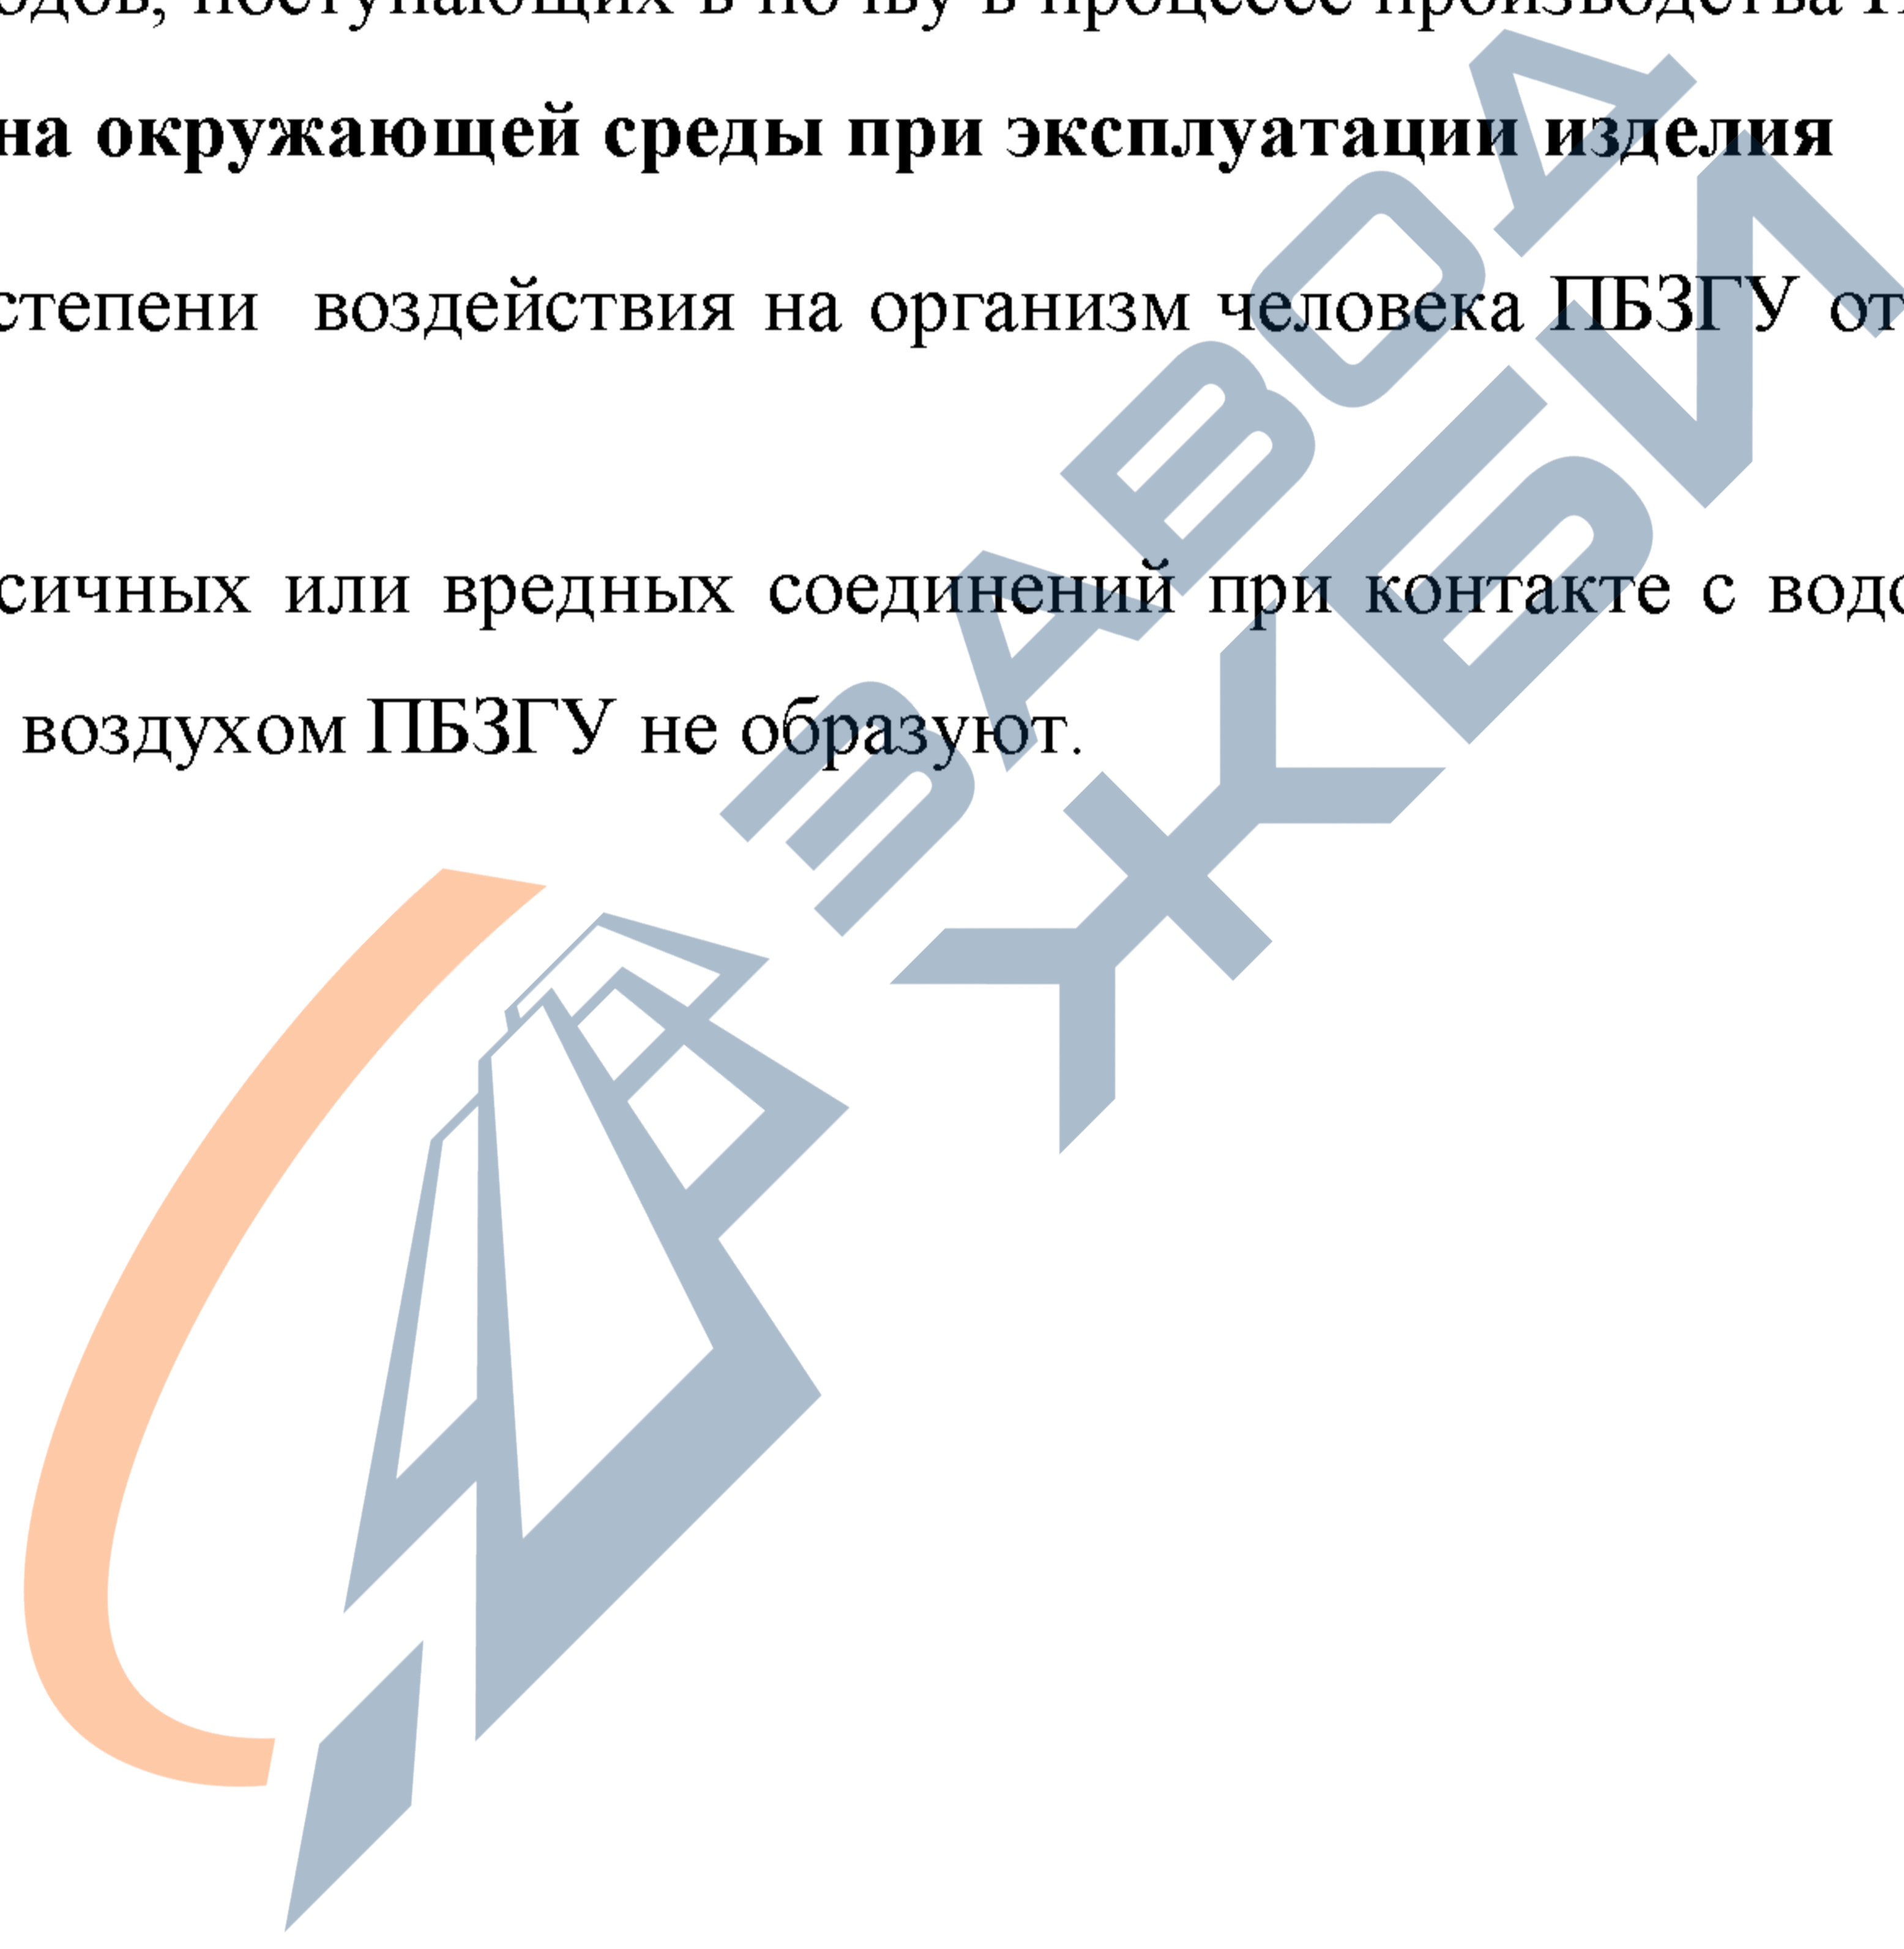 одов, поступающих в почву в процессе производства
на окружающей среды при эксплуатации изделия
степени воздействия на организм человека ПБЗГУ от
сичных или вредных соединений при контакте с водо
воздухом ПБЗГУ не образуют.
ЗАВОД
ЖБИ